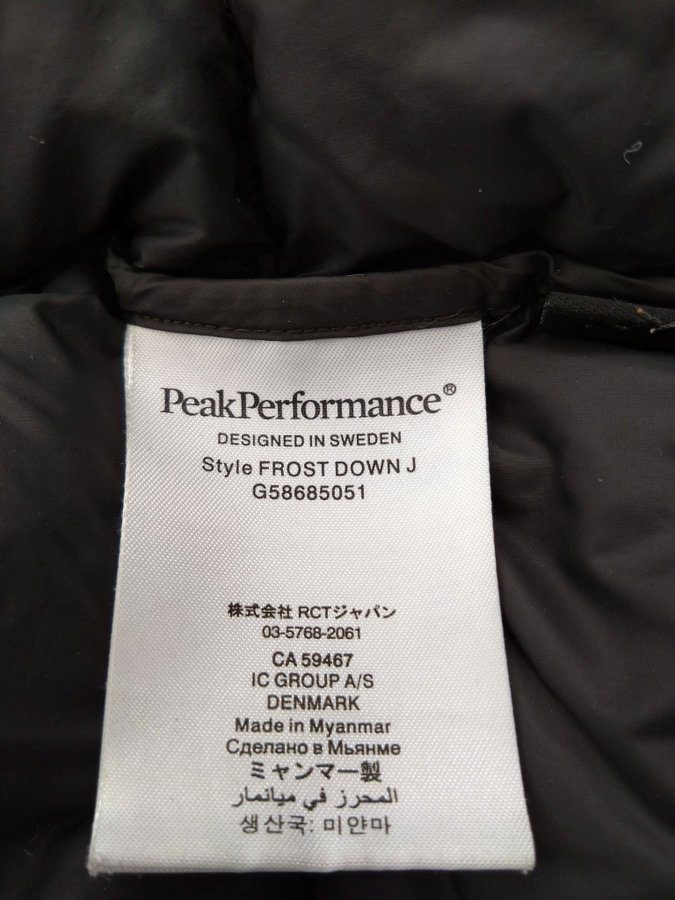 PeakPerformance®
DESIGNED IN SWEDEN
Style FROST DOWN J
G58685051
株式会社 RCTジャパン
03-5768-2061
CA 59467
IC GROUP A/S
DENMARK
Made in Myanmar
Сделано в Мьянме
ミャンマー製
المحرز في ميانمار
생산국: 미얀마